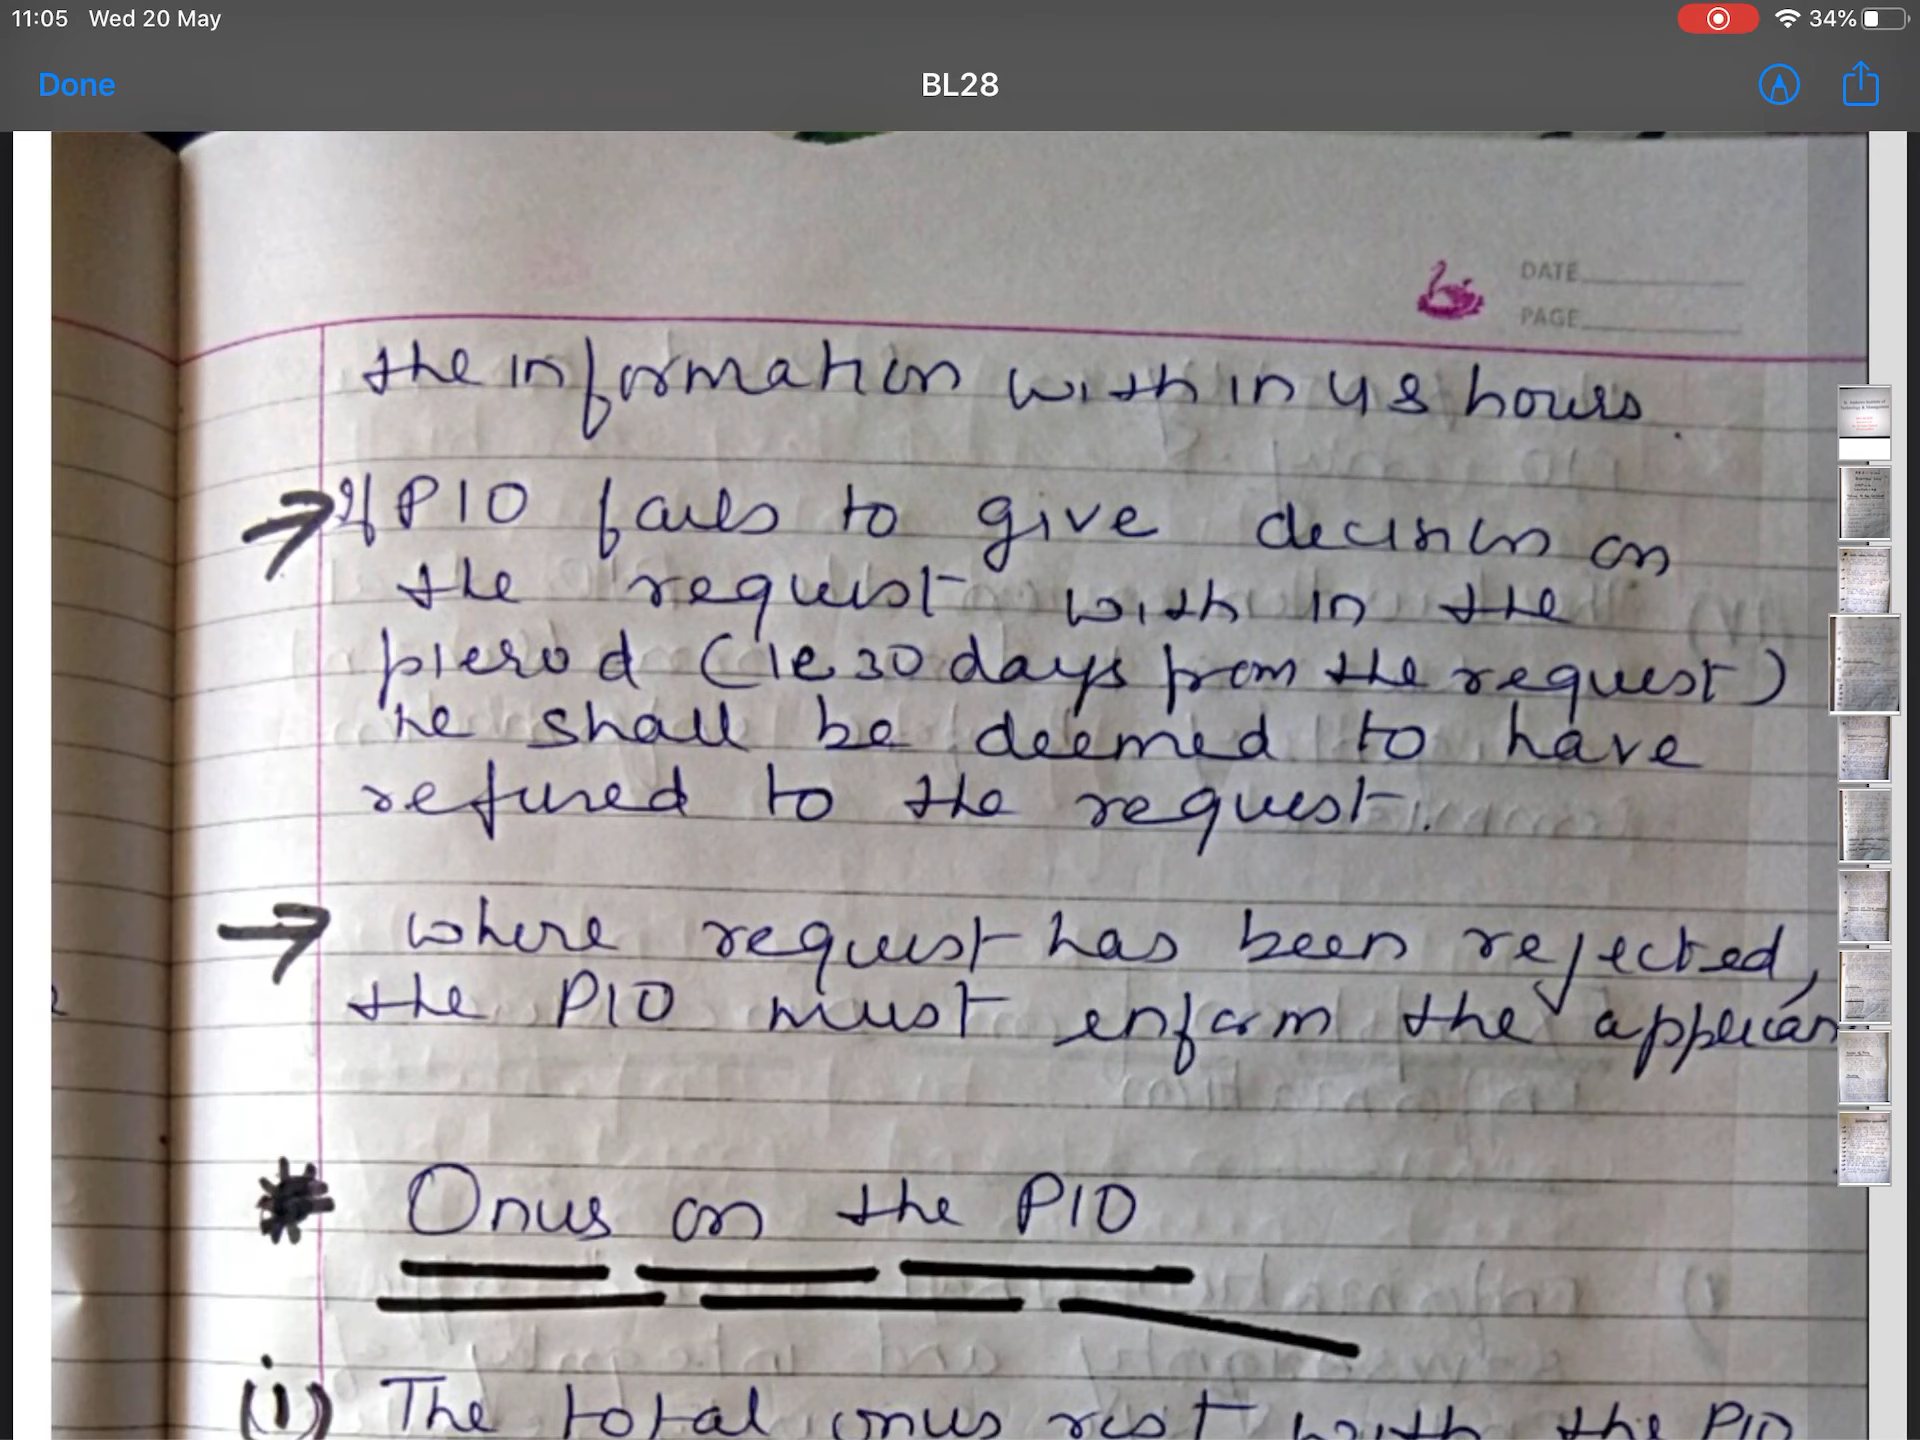 11:05 Wed 20 May
34%
Done
BL28
DATE
PAGE
the information with in 48 hours.
→ If PIO fails to give decision on
the request with in the
pierod (ie 30 days from the request)
he shall be deemed to have
refused to the request.
→ where request has been rejected,
the PIO must enform the applican
* Onus on the PIO
(i) The total onus rest with the PIO